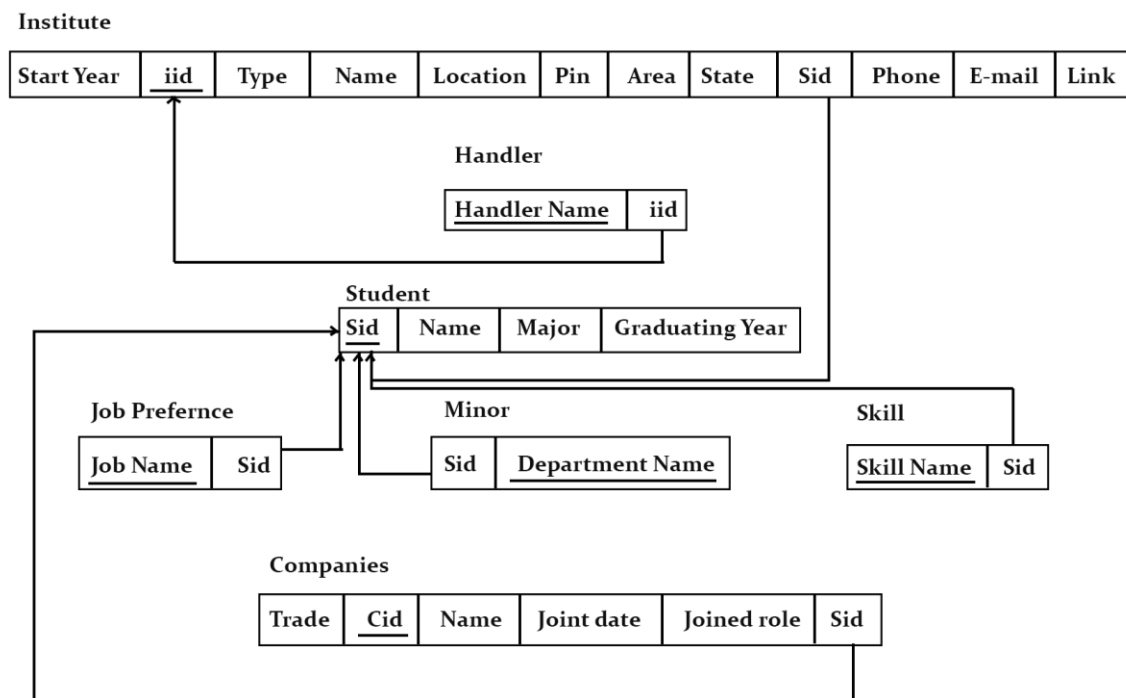 Institute
Start Year iid Type Name Location Pin Area State Sid Phone E-mail Link
Handler
Handler Name iid
Student
Sid Name Major Graduating Year
Job Prefernce Minor Skill
Job Name Sid Sid Department Name Skill Name Sid
Companies
Trade Cid Name Joint date Joined role Sid